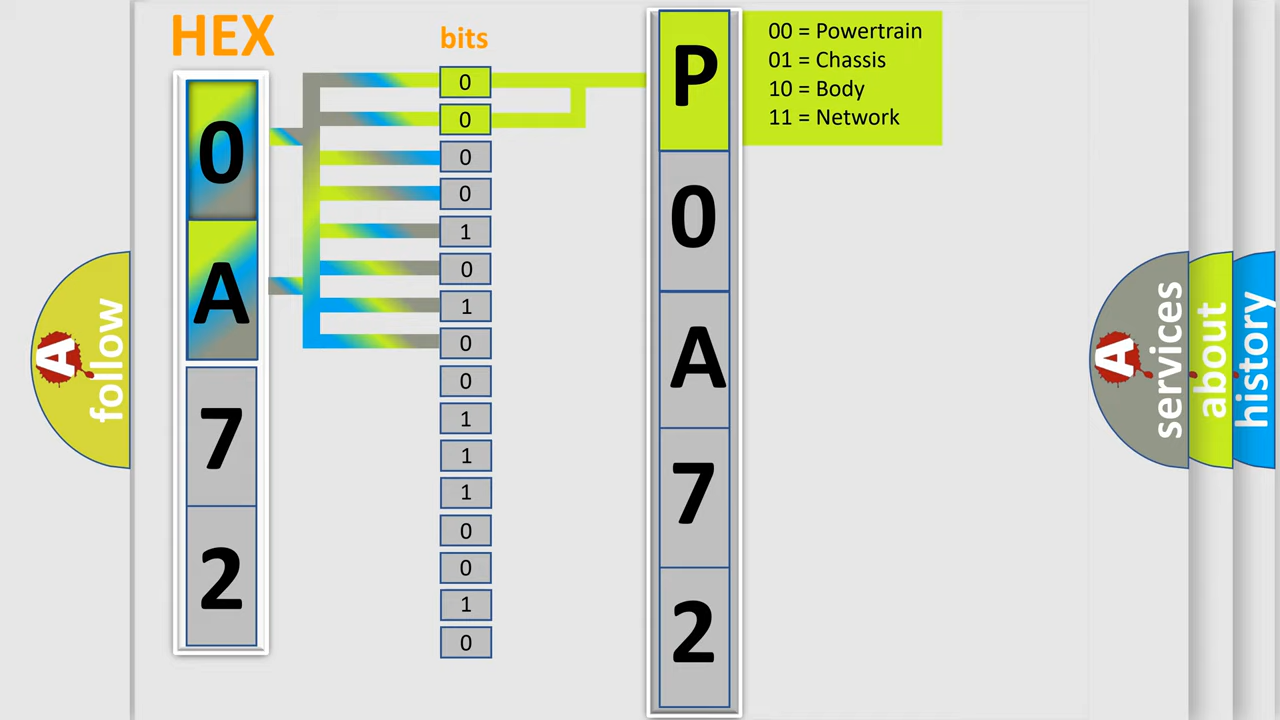 HEX
bits
0
A
7
2
0
0
0
0
1
0
1
0
0
1
1
1
0
0
1
0
P
0
A
7
2
00 = Powertrain
01 = Chassis
10 = Body
11 = Network
A
follow
A
services
about
history